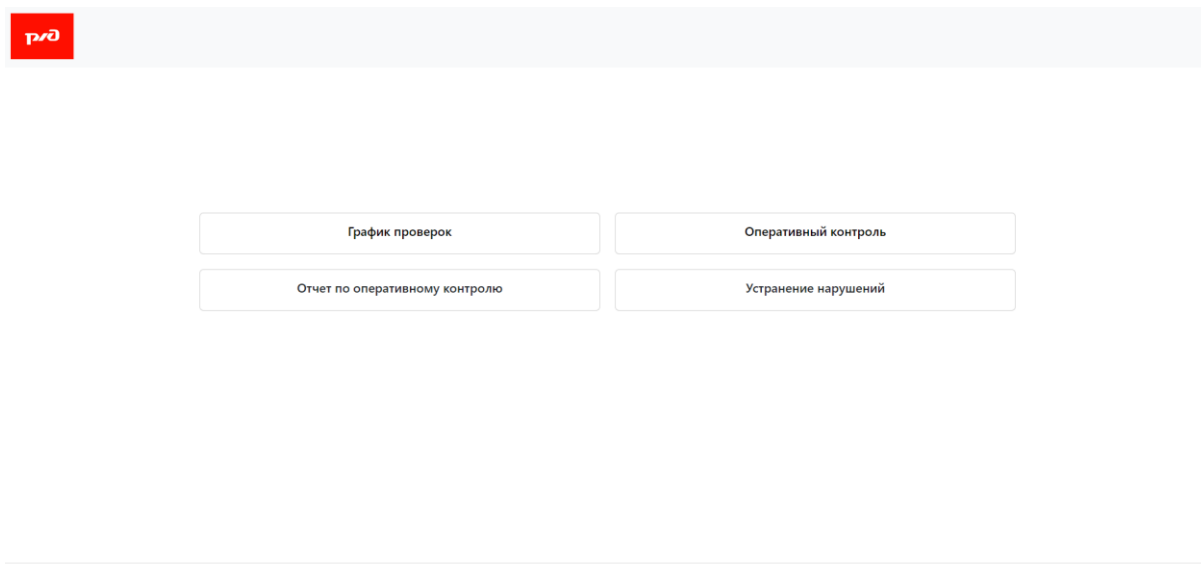 ржд
График проверок
Оперативный контроль
Отчет по оперативному контролю
Устранение нарушений